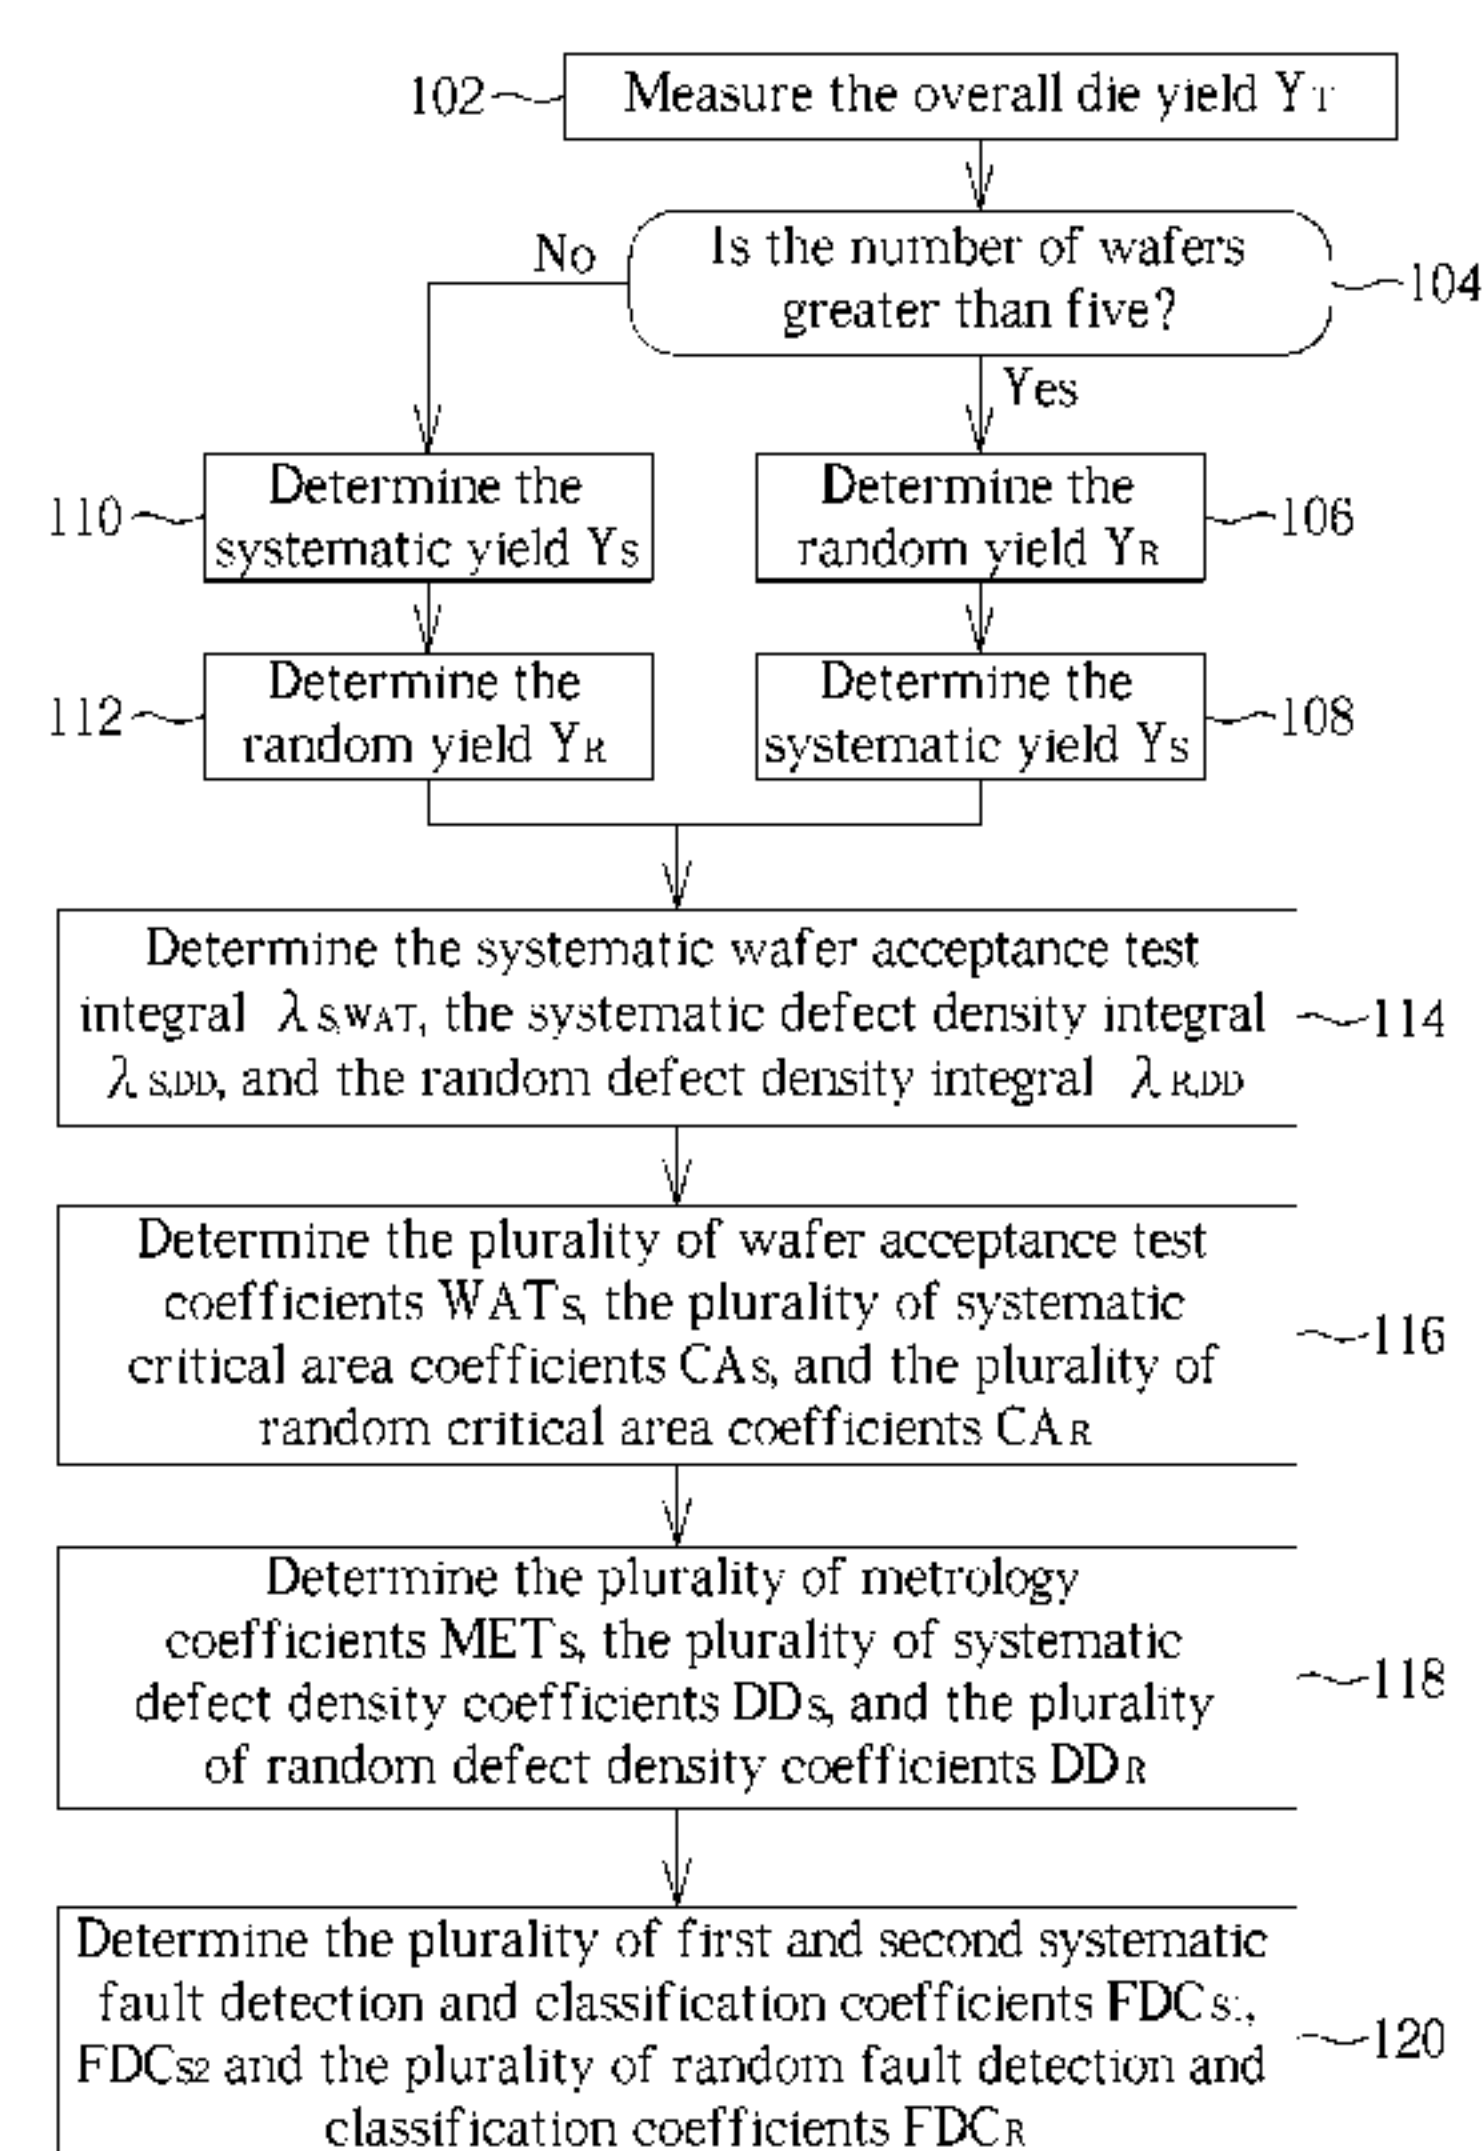 102
Measure the overall die yield YT
Is the number of wafers
greater than five?
104
No
Yes
110
Determine the
systematic yield YS
Determine the
random yield YR
106
112
Determine the
random yield YR
Determine the
systematic yield YS
108
Determine the systematic wafer acceptance test
integral λS,WAT, the systematic defect density integral
λS,DD, and the random defect density integral λR,DD
114
Determine the plurality of wafer acceptance test
coefficients WATS, the plurality of systematic
critical area coefficients CAS, and the plurality of
random critical area coefficients CAR
116
Determine the plurality of metrology
coefficients METS, the plurality of systematic
defect density coefficients DDS, and the plurality
of random defect density coefficients DDR
118
Determine the plurality of first and second systematic
fault detection and classification coefficients FDCS1,
FDCS2 and the plurality of random fault detection and
classification coefficients FDCR
120